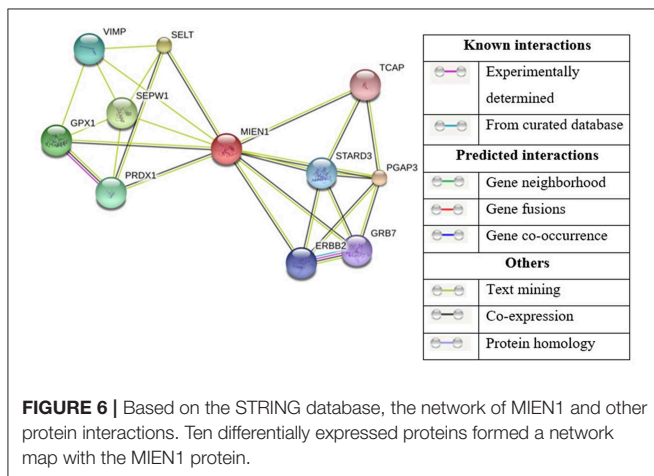 VIMP
SELT
TCAP
SEPW1
MIEN1
GPX1
STARD3
PGAP3
PRDX1
GRB7
ERBB2
Known interactions
Experimentally
determined
From curated database
Predicted interactions
Gene neighborhood
Gene fusions
Gene co-occurrence
Others
Text mining
Co-expression
Protein homology
FIGURE 6 | Based on the STRING database, the network of MIEN1 and other
protein interactions. Ten differentially expressed proteins formed a network
map with the MIEN1 protein.